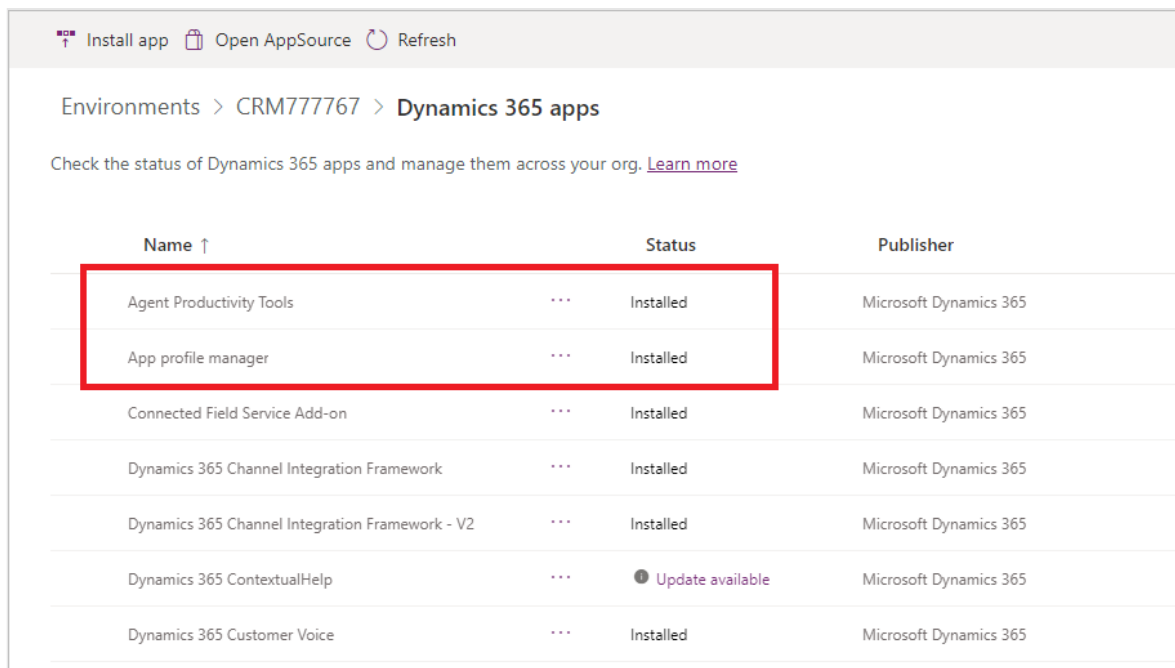 Install app Open AppSource Refresh
Environments > CRM777767 > Dynamics 365 apps
Check the status of Dynamics 365 apps and manage them across your org. Learn more
Name ↑ Status Publisher
Agent Productivity Tools ... Installed Microsoft Dynamics 365
App profile manager ... Installed Microsoft Dynamics 365
Connected Field Service Add-on ... Installed Microsoft Dynamics 365
Dynamics 365 Channel Integration Framework ... Installed Microsoft Dynamics 365
Dynamics 365 Channel Integration Framework - V2 ... Installed Microsoft Dynamics 365
Dynamics 365 ContextualHelp ... Update available Microsoft Dynamics 365
Dynamics 365 Customer Voice ... Installed Microsoft Dynamics 365